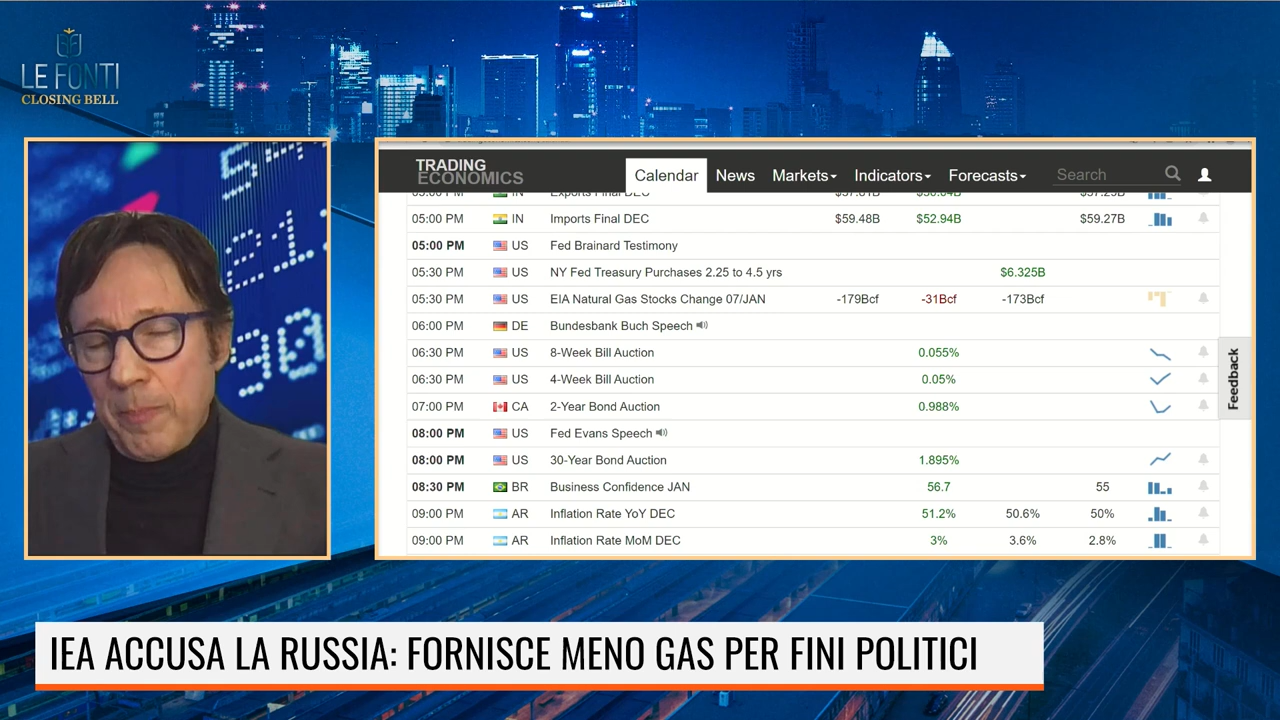 LE FONTI
CLOSING BELL
TRADING
ECONOMICS
Calendar News Markets Indicators Forecasts Search
IN Exports Final DEC
05:00 PM IN Imports Final DEC $59.48B $52.94B $59.27B
05:00 PM US Fed Brainard Testimony
05:30 PM US NY Fed Treasury Purchases 2.25 to 4.5 yrs $6.325B
05:30 PM US EIA Natural Gas Stocks Change 07/JAN -179Bcf -31Bcf -173Bcf
06:00 PM DE Bundesbank Buch Speech
06:30 PM US 8-Week Bill Auction 0.055%
06:30 PM US 4-Week Bill Auction 0.05%
07:00 PM CA 2-Year Bond Auction 0.988%
08:00 PM US Fed Evans Speech
08:00 PM US 30-Year Bond Auction 1.895%
08:30 PM BR Business Confidence JAN 56.7 55
09:00 PM AR Inflation Rate YoY DEC 51.2% 50.6% 50%
09:00 PM AR Inflation Rate MoM DEC 3% 3.6% 2.8%
Feedback
IEA ACCUSA LA RUSSIA: FORNISCE MENO GAS PER FINI POLITICI